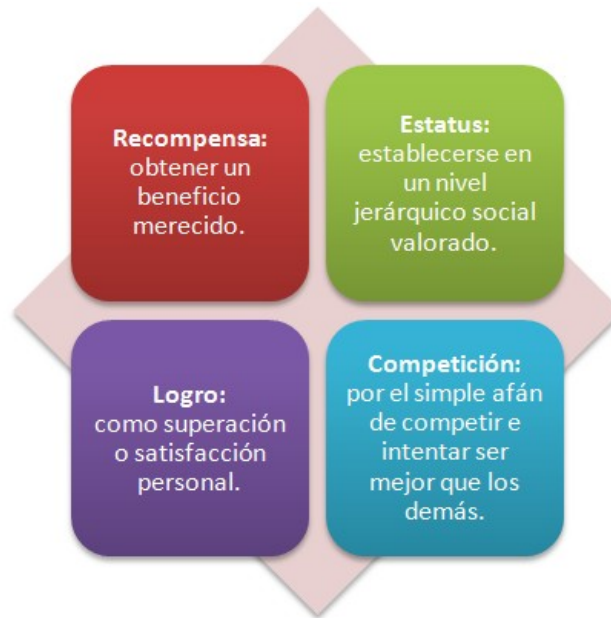 Recompensa:
obtener un
beneficio
merecido.
Estatus:
establecerse en
un nivel
jerárquico social
valorado.
Logro:
como superación
o satisfacción
personal.
Competición:
por el simple afán
de competir e
intentar ser
mejor que los
demás.